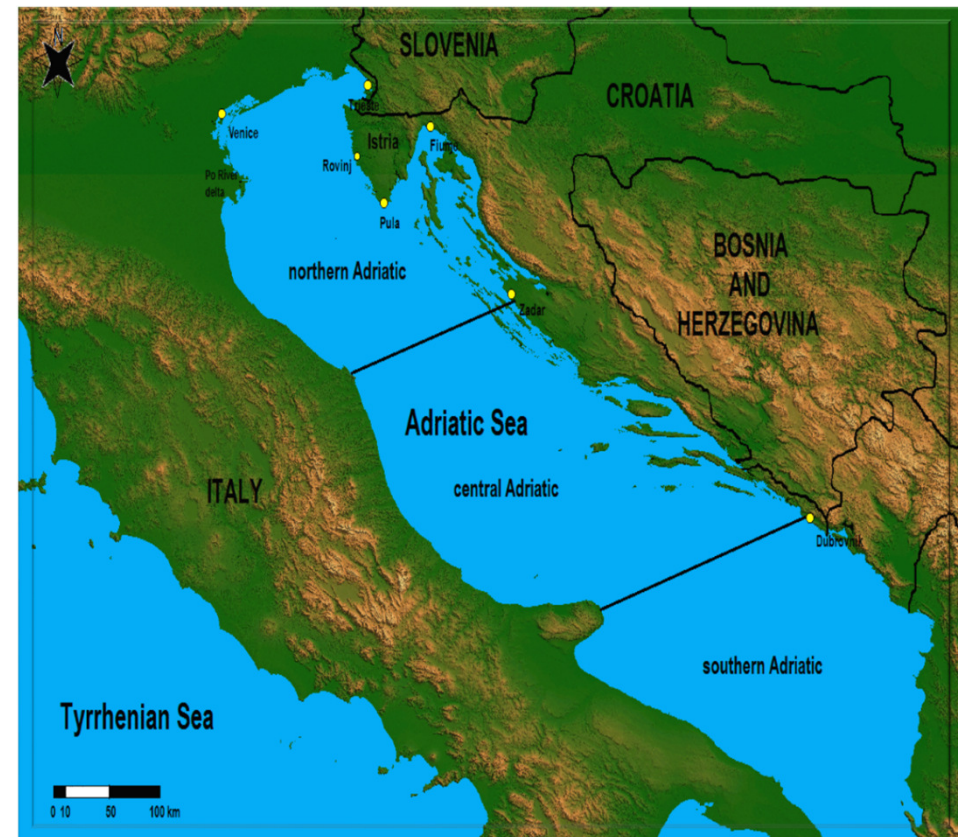 N
SLOVENIA
CROATIA
Trieste
Venice
Istria
Fiume
Rovinj
Po River
delta
Pula
BOSNIA
AND
HERZEGOVINA
northern Adriatic
Zadar
Adriatic Sea
central Adriatic
ITALY
Dubrovnik
southern Adriatic
Tyrrhenian Sea
0 10 50 100 km